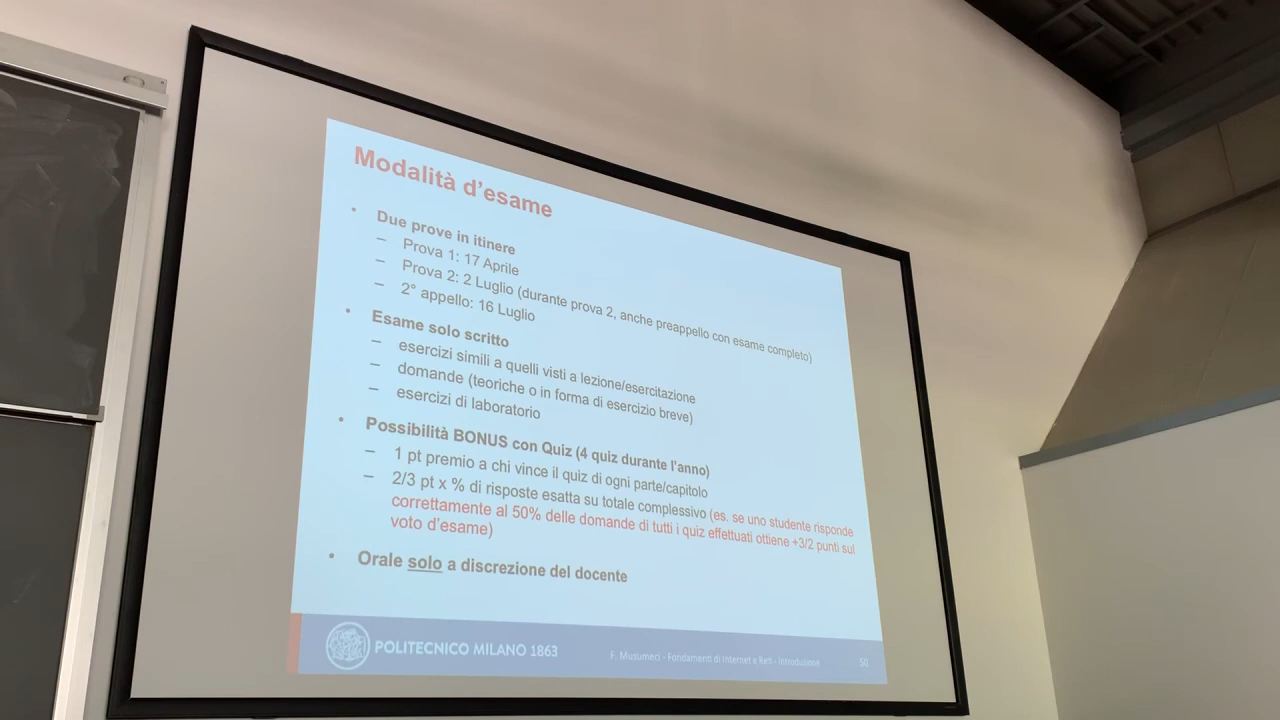 Modalità d'esame
• Due prove in itinere
– Prova 1: 17 Aprile
– Prova 2: 2 Luglio (durante prova 2, anche preappello con esame completo)
– 2° appello: 16 Luglio
• Esame solo scritto
– esercizi simili a quelli visti a lezione/esercitazione
– domande (teoriche o in forma di esercizio breve)
– esercizi di laboratorio
• Possibilità BONUS con Quiz (4 quiz durante l'anno)
– 1 pt premio a chi vince il quiz di ogni parte/capitolo
– 2/3 pt x % di risposte esatta su totale complessivo (es. se uno studente risponde
correttamente al 50% delle domande di tutti i quiz effettuati ottiene +3/2 punti sul
voto d'esame)
• Orale solo a discrezione del docente
POLITECNICO MILANO 1863
F. Musumeci - Fondamenti di Internet e Reti - Introduzione
50